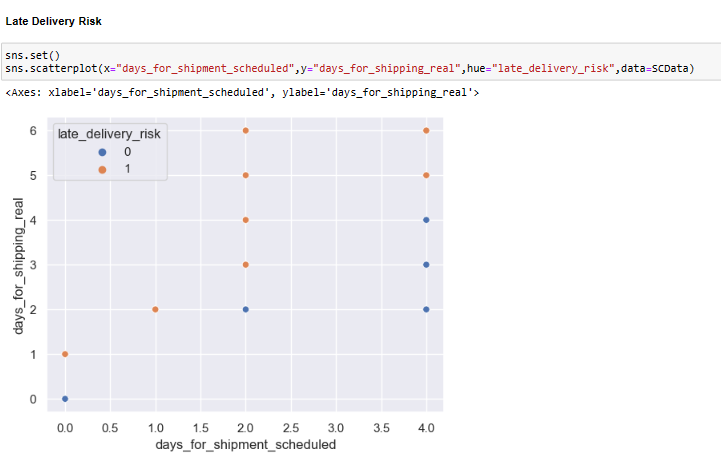 Late Delivery Risk
sns.set()
sns.scatterplot(x="days_for_shipment_scheduled",y="days_for_shipping_real",hue="late_delivery_risk",data=SCData)
<Axes: xlabel='days_for_shipment_scheduled', ylabel='days_for_shipping_real'>
late_delivery_risk
0
1
days_for_shipping_real
6
5
4
3
2
1
0
0.0 0.5 1.0 1.5 2.0 2.5 3.0 3.5 4.0
days_for_shipment_scheduled